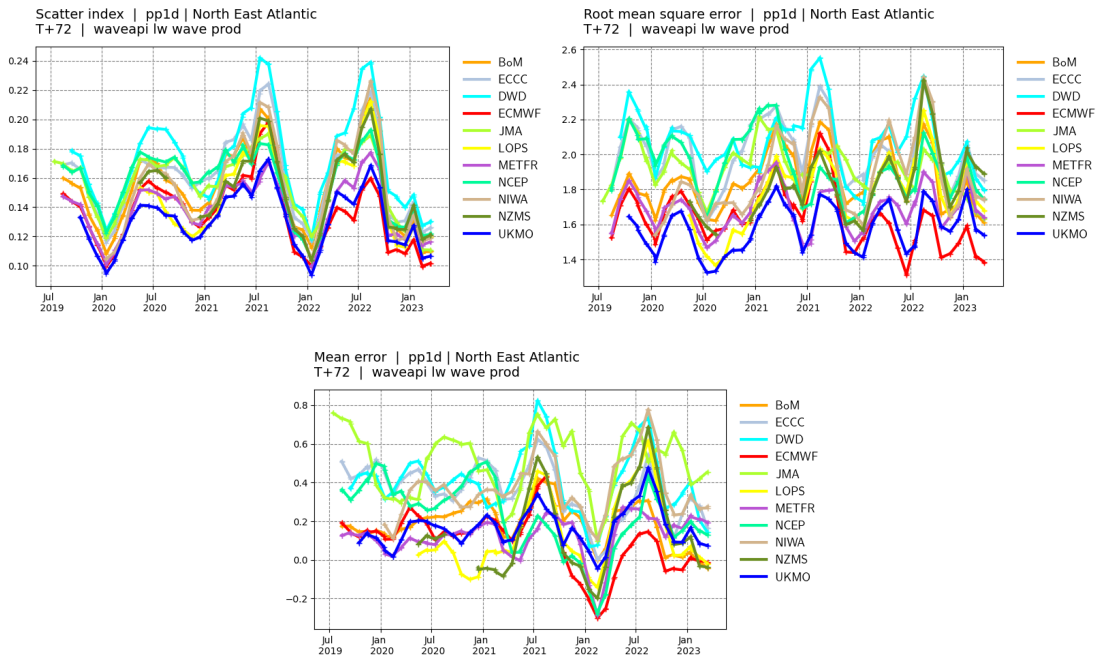 Scatter index | pp1d | North East Atlantic
T+72 | waveapi lw wave prod
0.24
0.22
0.20
0.18
0.16
0.14
0.12
0.10
Jul
2019
Jan
2020
Jul
2020
Jan
2021
Jul
2021
Jan
2022
Jul
2022
Jan
2023
BoM
ECCC
DWD
ECMWF
JMA
LOPS
METFR
NCEP
NIWA
NZMS
UKMO
Root mean square error | pp1d | North East Atlantic
T+72 | waveapi lw wave prod
2.6
2.4
2.2
2.0
1.8
1.6
1.4
Jul
2019
Jan
2020
Jul
2020
Jan
2021
Jul
2021
Jan
2022
Jul
2022
Jan
2023
BoM
ECCC
DWD
ECMWF
JMA
LOPS
METFR
NCEP
NIWA
NZMS
UKMO
Mean error | pp1d | North East Atlantic
T+72 | waveapi lw wave prod
0.8
0.6
0.4
0.2
0.0
−0.2
Jul
2019
Jan
2020
Jul
2020
Jan
2021
Jul
2021
Jan
2022
Jul
2022
Jan
2023
BoM
ECCC
DWD
ECMWF
JMA
LOPS
METFR
NCEP
NIWA
NZMS
UKMO